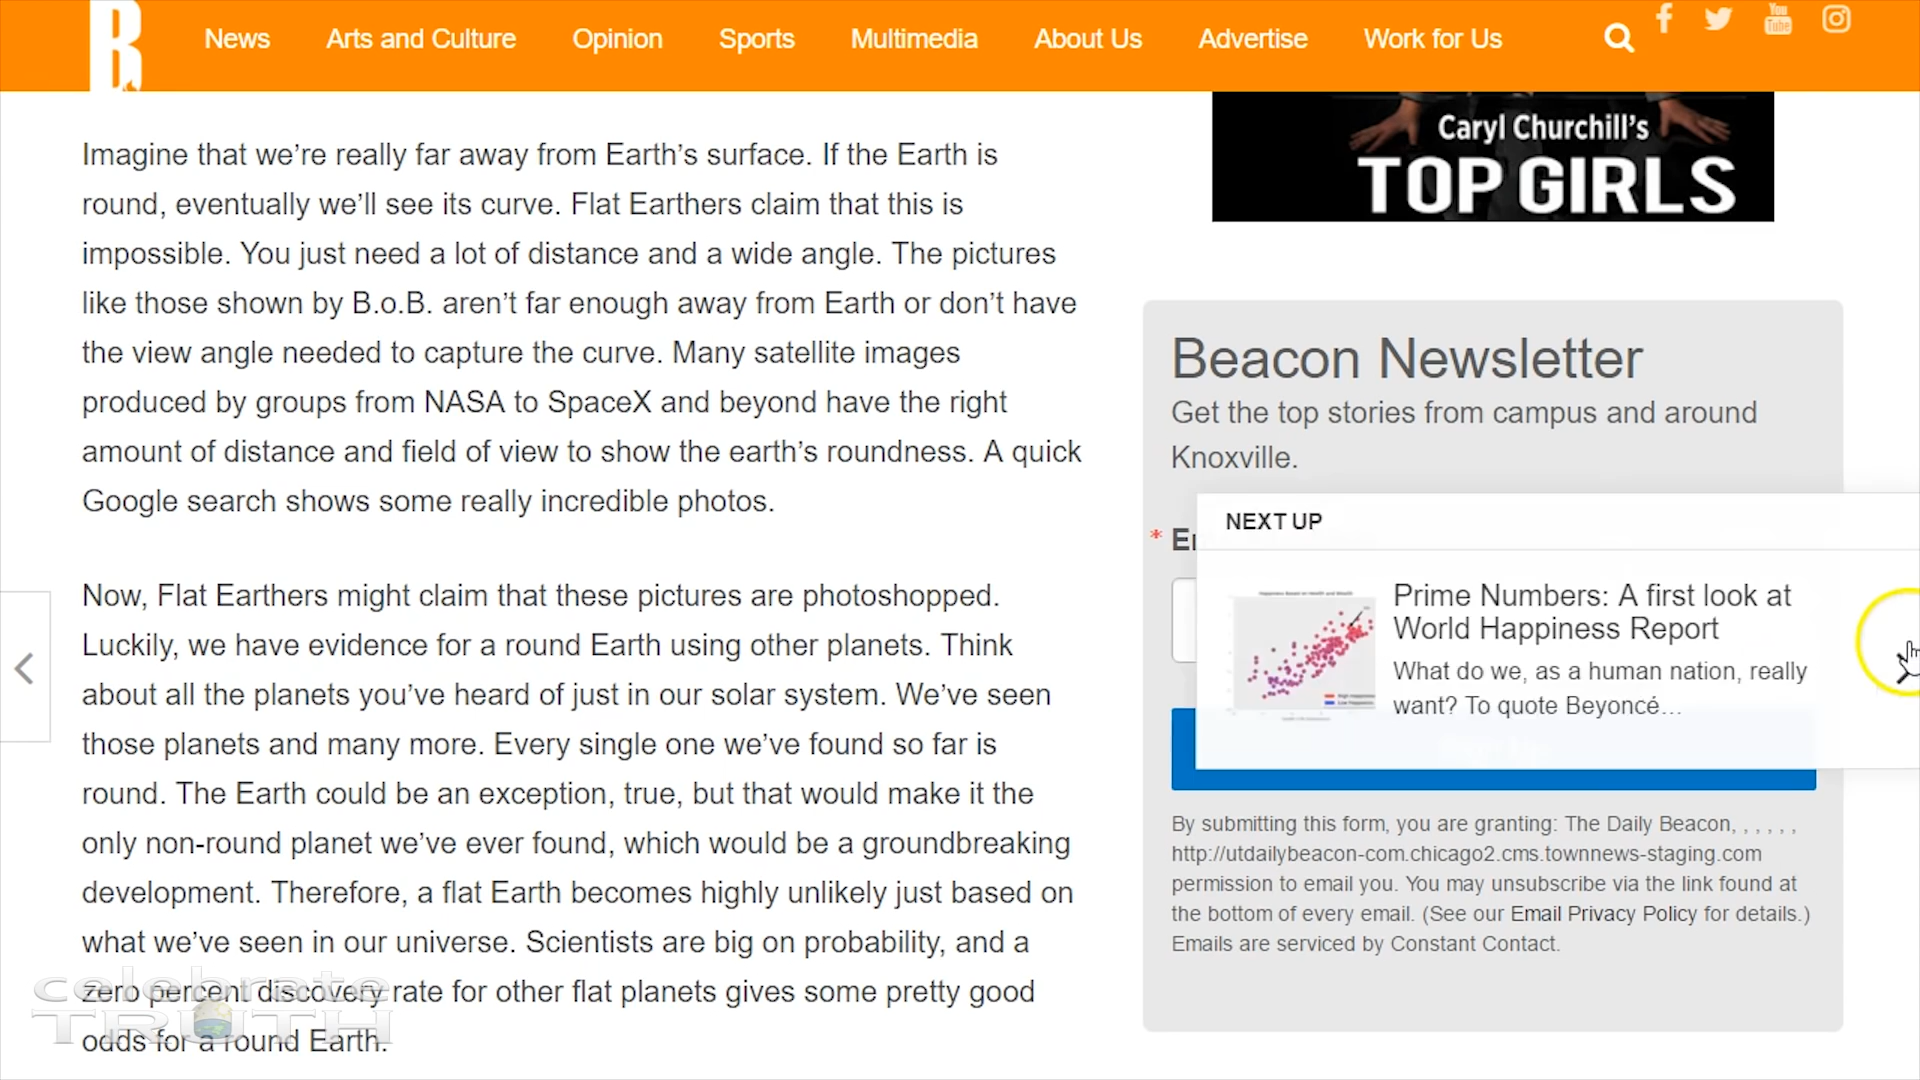 B
News
Arts and Culture
Opinion
Sports
Multimedia
About Us
Advertise
Work for Us
You
Tube
Imagine that we’re really far away from Earth’s surface. If the Earth is
round, eventually we’ll see its curve. Flat Earthers claim that this is
impossible. You just need a lot of distance and a wide angle. The pictures
like those shown by B.o.B. aren’t far enough away from Earth or don’t have
the view angle needed to capture the curve. Many satellite images
produced by groups from NASA to SpaceX and beyond have the right
amount of distance and field of view to show the earth’s roundness. A quick
Google search shows some really incredible photos.
Now, Flat Earthers might claim that these pictures are photoshopped.
Luckily, we have evidence for a round Earth using other planets. Think
about all the planets you’ve heard of just in our solar system. We’ve seen
those planets and many more. Every single one we’ve found so far is
round. The Earth could be an exception, true, but that would make it the
only non-round planet we’ve ever found, which would be a groundbreaking
development. Therefore, a flat Earth becomes highly unlikely just based on
what we’ve seen in our universe. Scientists are big on probability, and a
zero percent discovery rate for other flat planets gives some pretty good
odds for a round Earth.
celebrate
TRUTH
Caryl Churchill’s
TOP GIRLS
Beacon Newsletter
Get the top stories from campus and around
Knoxville.
* E
NEXT UP
Prime Numbers: A first look at
World Happiness Report
What do we, as a human nation, really
want? To quote Beyoncé…
By submitting this form, you are granting: The Daily Beacon, , , , , ,
http://utdailybeacon-com.chicago2.cms.townnews-staging.com
permission to email you. You may unsubscribe via the link found at
the bottom of every email. (See our Email Privacy Policy for details.)
Emails are serviced by Constant Contact.